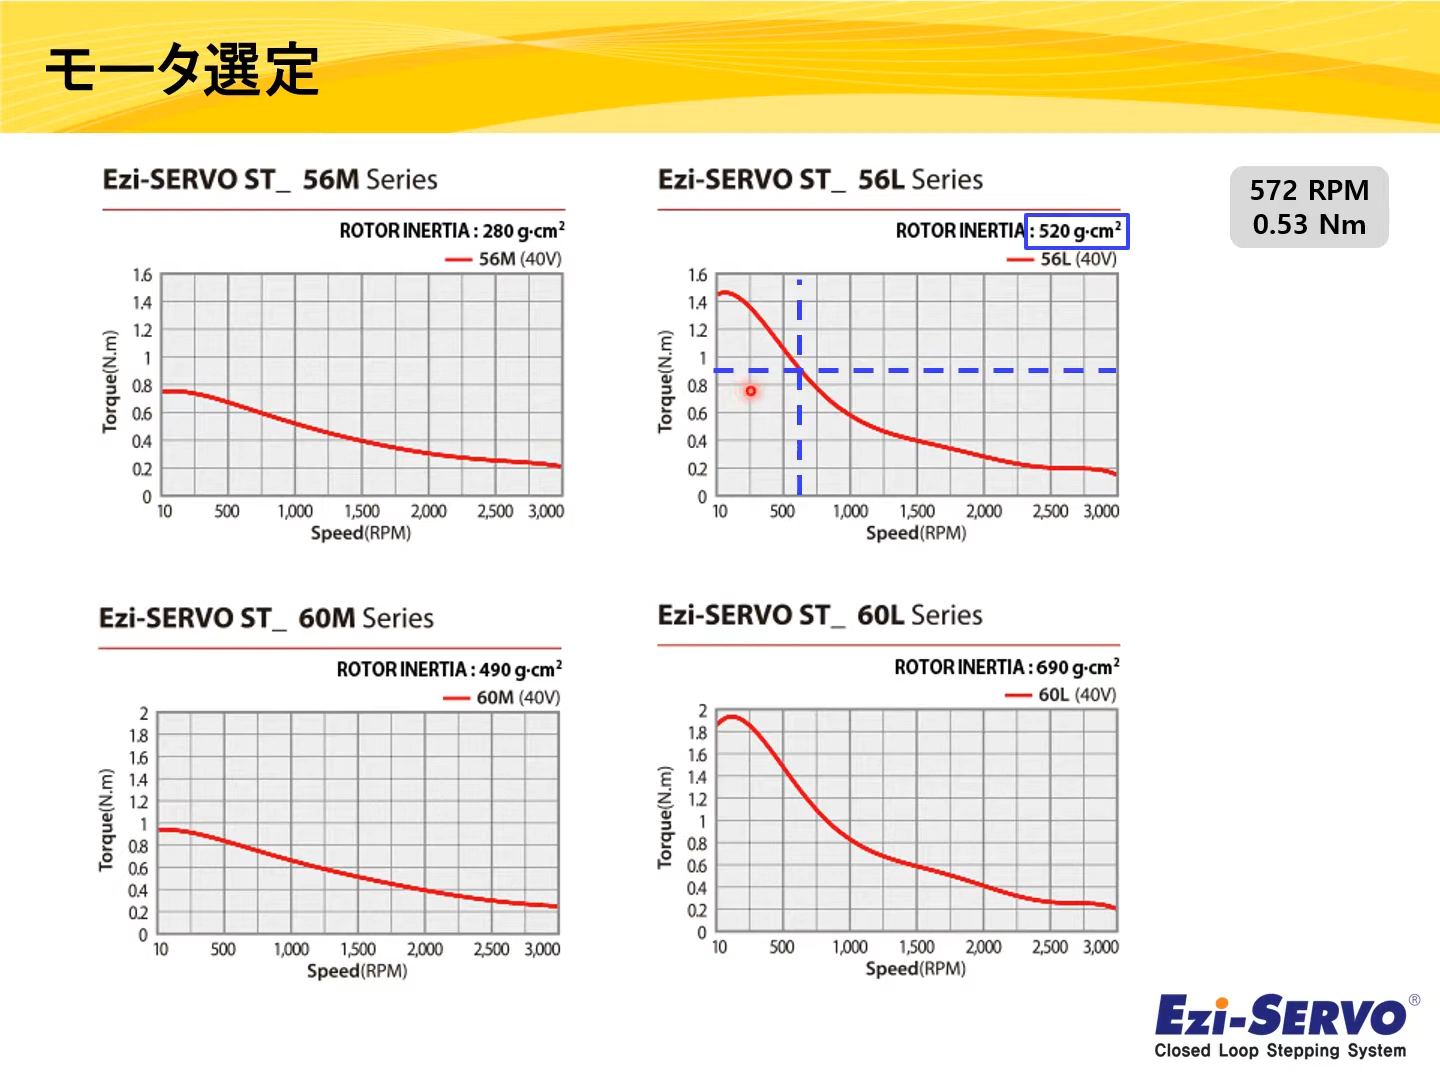 モータ選定
Ezi-SERVO ST_ 56M Series
ROTOR INERTIA : 280 g·cm²
56M (40V)
1.6
1.4
1.2
1
0.8
0.6
0.4
0.2
0
Torque(N.m)
10 500 1,000 1,500 2,000 2,500 3,000
Speed(RPM)
Ezi-SERVO ST_ 56L Series
ROTOR INERTIA : 520 g·cm²
56L (40V)
1.6
1.4
1.2
1
0.8
0.6
0.4
0.2
0
Torque(N.m)
10 500 1,000 1,500 2,000 2,500 3,000
Speed(RPM)
572 RPM
0.53 Nm
Ezi-SERVO ST_ 60M Series
ROTOR INERTIA : 490 g·cm²
60M (40V)
2
1.8
1.6
1.4
1.2
1
0.8
0.6
0.4
0.2
0
Torque(N.m)
10 500 1,000 1,500 2,000 2,500 3,000
Speed(RPM)
Ezi-SERVO ST_ 60L Series
ROTOR INERTIA : 690 g·cm²
60L (40V)
2
1.8
1.6
1.4
1.2
1
0.8
0.6
0.4
0.2
0
Torque(N.m)
10 500 1,000 1,500 2,000 2,500 3,000
Speed(RPM)
Ezi-SERVO®
Closed Loop Stepping System